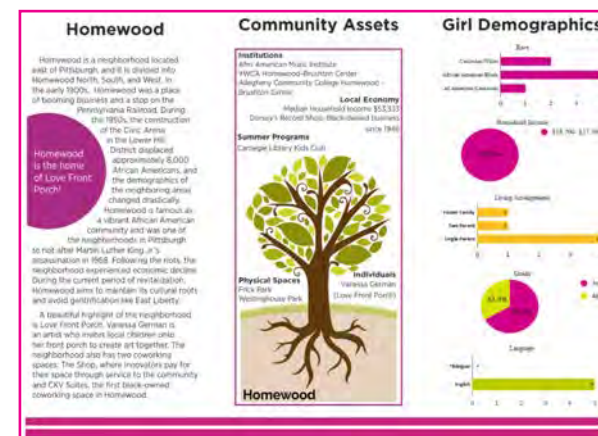 Homewood
Homewood is a neighborhood located
east of Pittsburgh, and it is divided into
Homewood North, South, and West. In
the early 1900s, Homewood was a place
of booming business and a stop on the
Pennsylvania Railroad. During
the 1950s, the construction
of the Civic Arena
in the Lower Hill
District displaced
approximately 8,000
African Americans, and
the demographics of
the neighboring areas
changed drastically.
Homewood is famous as
a vibrant African American
community and was one of
the neighborhoods in Pittsburgh
so not after Martin Luther King Jr.'s
assassination in 1968. Following the riots, the
neighborhood experienced economic decline.
During the current period of revitalization,
Homewood aims to maintain its cultural roots
and avoid gentrification like East Liberty.
A beautiful highlight of the neighborhood
is Love Front Porch. Vanessa German is
an artist who invites local children onto
her front porch to create art together. The
neighborhood also has two coworking
spaces: The Shop, where innovators pay for
their space through service to the community
and CKV Suites, the first black-owned
coworking space in Homewood.
Homewood
is the home
of Love Front
Porch!
Community Assets
Institutions
Afro American Music Institute
YWCA Homewood-Brushton Center
Allegheny Community College Homewood -
Brushton Center
Local Economy
Median Household Income $53,333
Dorsey's Record Shop: Black-owned business
since 1946
Summer Programs
Carnegie Library Kids Club
Physical Spaces
Frick Park
Westinghouse Park
Individuals
Vanessa German
(Love Front Porch)
Homewood
Girl Demographics
Race
Household Income
Living Arrangements
Foster Family
Two Parent
Single Parent
Grade
Language
English